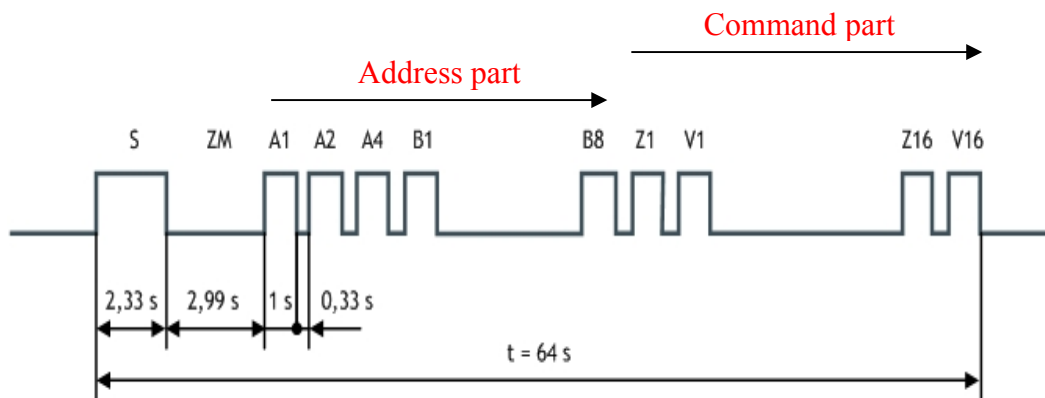 Command part
Address part
S ZM A1 A2 A4 B1 B8 Z1 V1 Z16 V16
2,33 s 2,99 s 1 s 0,33 s
t = 64 s